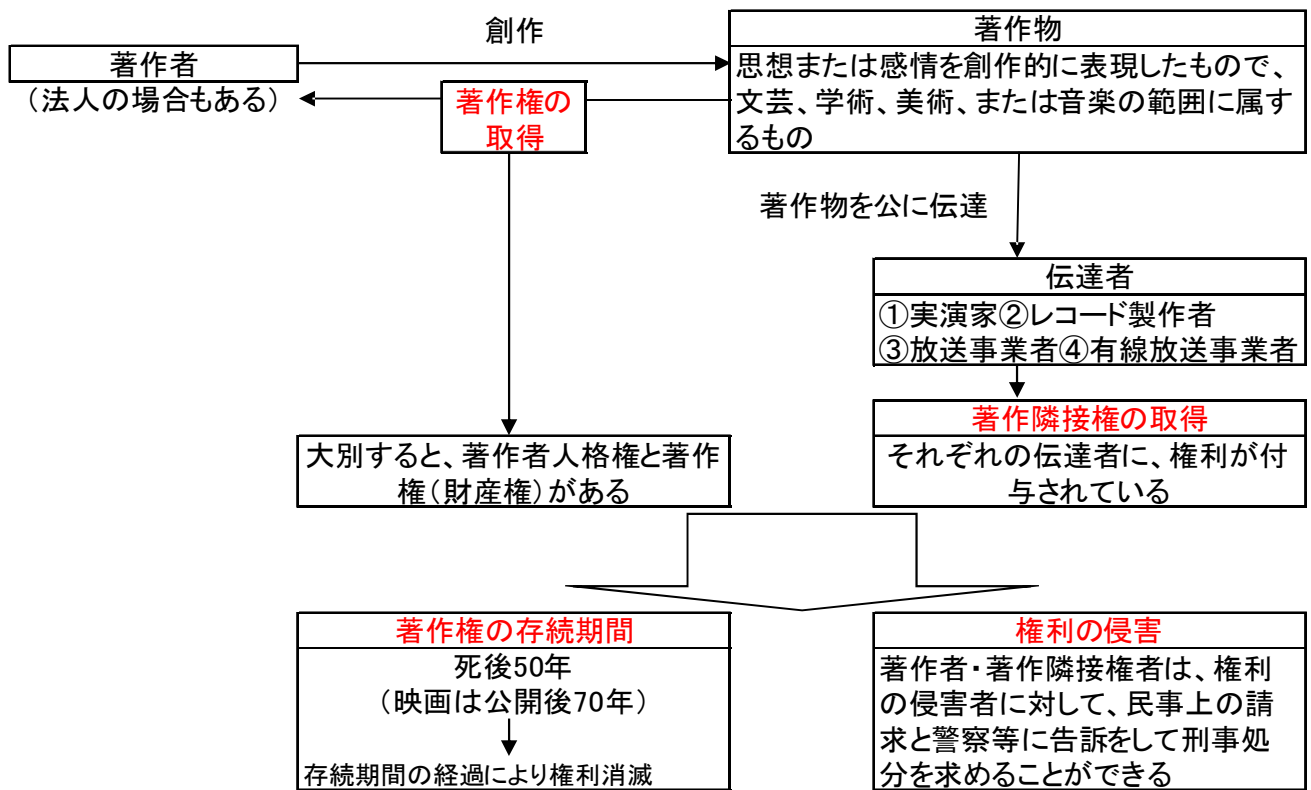 創作
著作者
（法人の場合もある）
著作権の
取得
著作物
思想または感情を創作的に表現したもので、
文芸、学術、美術、または音楽の範囲に属す
るもの
著作物を公に伝達
伝達者
①実演家②レコード製作者
③放送事業者④有線放送事業者
著作隣接権の取得
それぞれの伝達者に、権利が付
与されている
大別すると、著作者人格権と著作
権（財産権）がある
著作権の存続期間
死後50年
（映画は公開後70年）
存続期間の経過により権利消滅
権利の侵害
著作者・著作隣接権者は、権利
の侵害者に対して、民事上の請
求と警察等に告訴をして刑事処
分を求めることができる